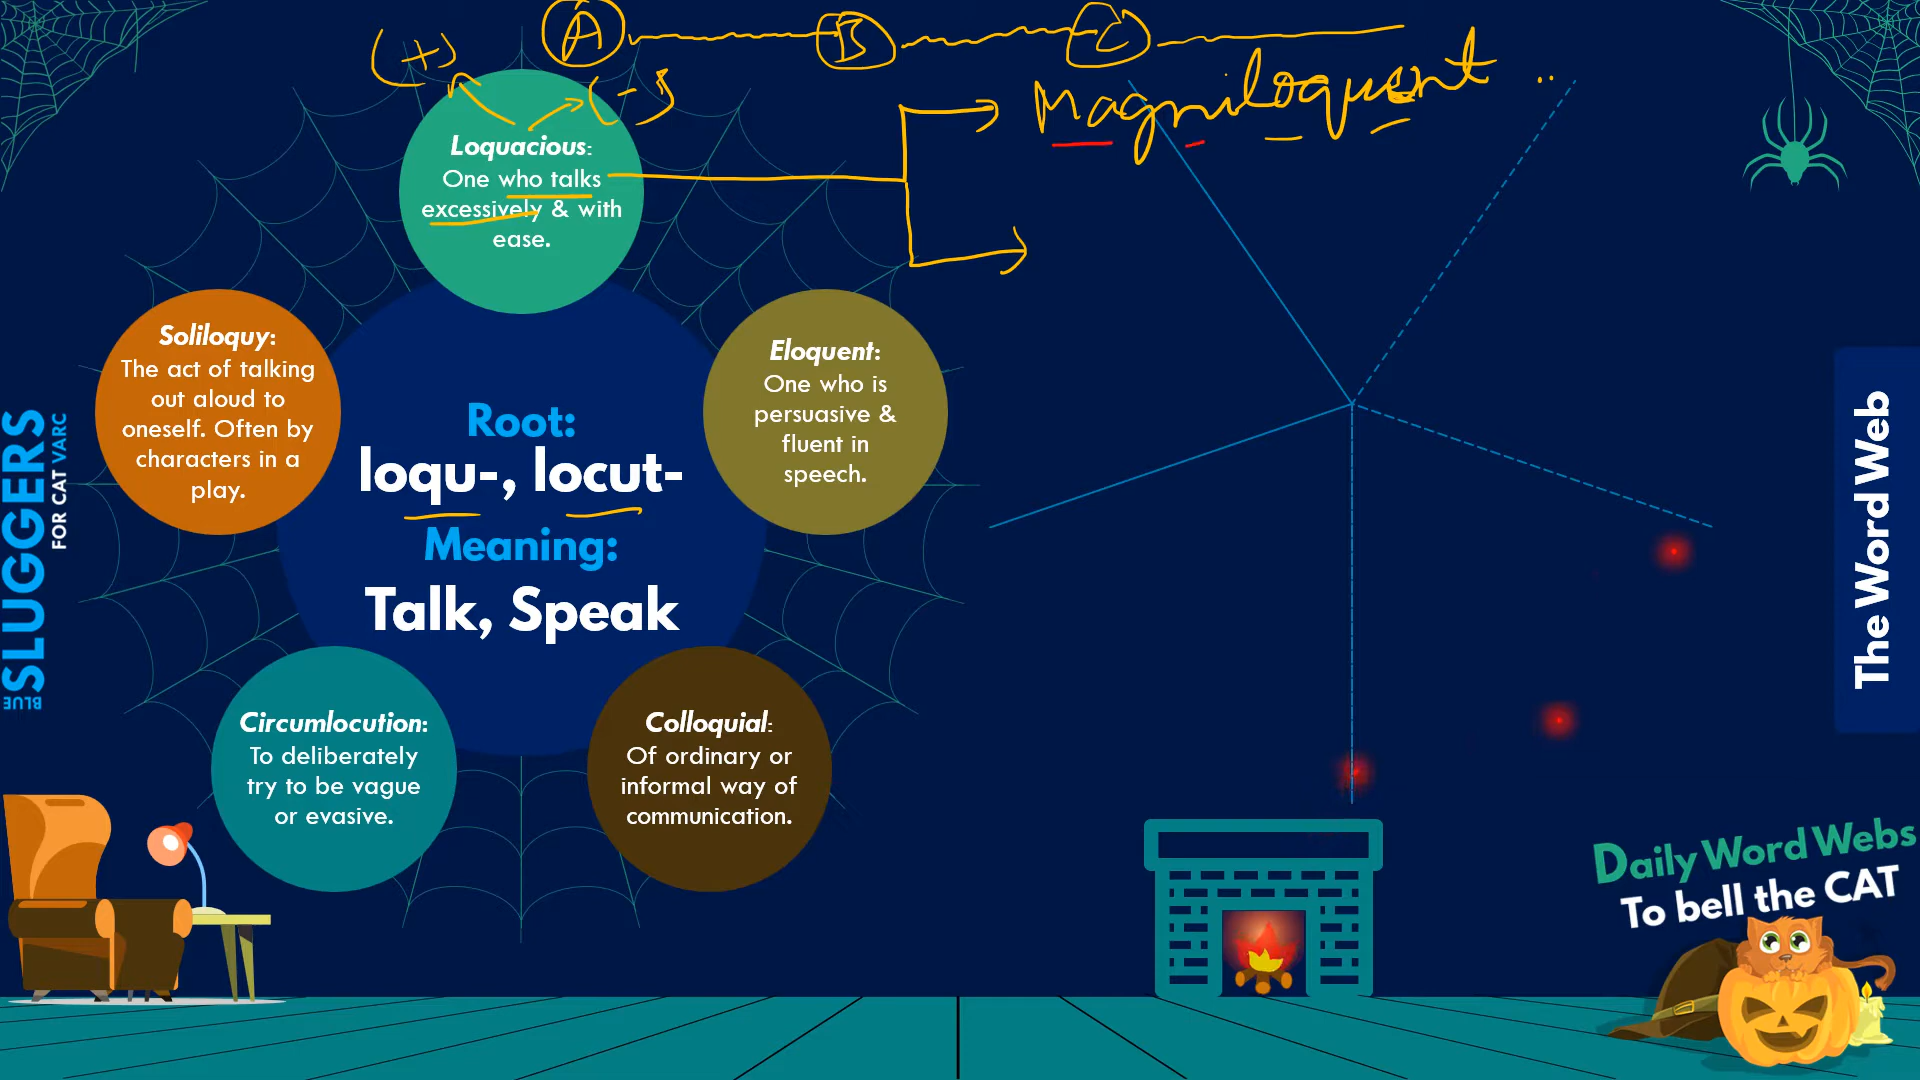 (+)
A
B
C
(-)
Magniloquent ..
Loquacious:
One who talks
excessively & with
ease.
Soliloquy:
The act of talking
out aloud to
oneself. Often by
characters in a
play.
Eloquent:
One who is
persuasive &
fluent in
speech.
Root:
loqu-, locut-
Meaning:
Talk, Speak
Circumlocution:
To deliberately
try to be vague
or evasive.
Colloquial:
Of ordinary or
informal way of
communication.
BLUE
SLUGGERS
FOR CAT VARC
The Word Web
Daily Word Webs
To bell the CAT